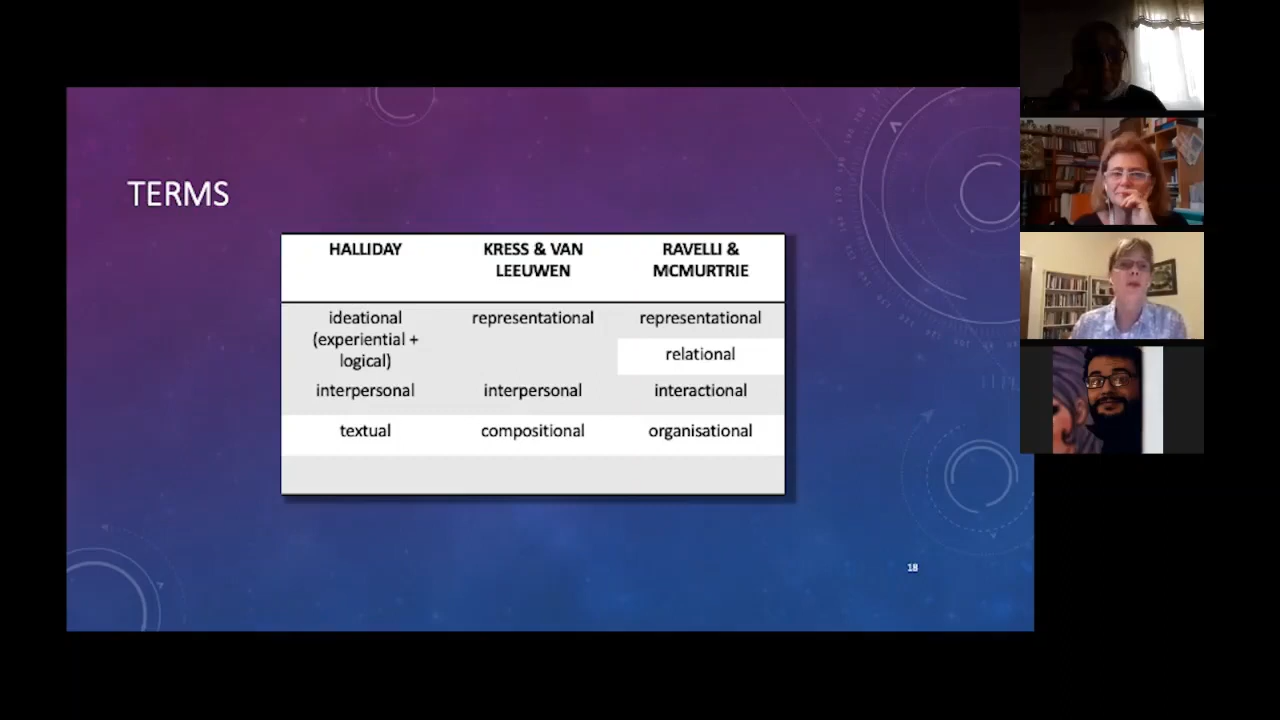 TERMS
HALLIDAY
KRESS & VAN
LEEUWEN
RAVELLI &
MCMURTRIE
ideational
(experiential +
logical)
representational
representational
relational
interpersonal
interpersonal
interactional
textual
compositional
organisational
18